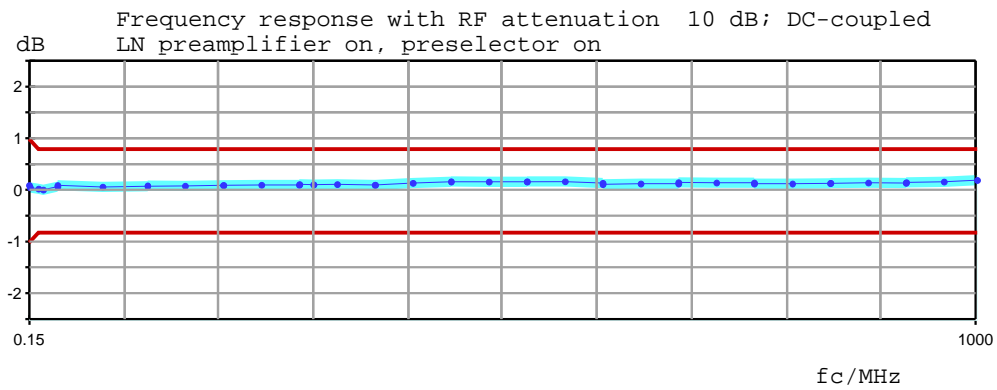 Frequency response with RF attenuation  10 dB; DC-coupled
dB LN preamplifier on, preselector on
2
1
0
-1
-2
0.15 1000
fc/MHz